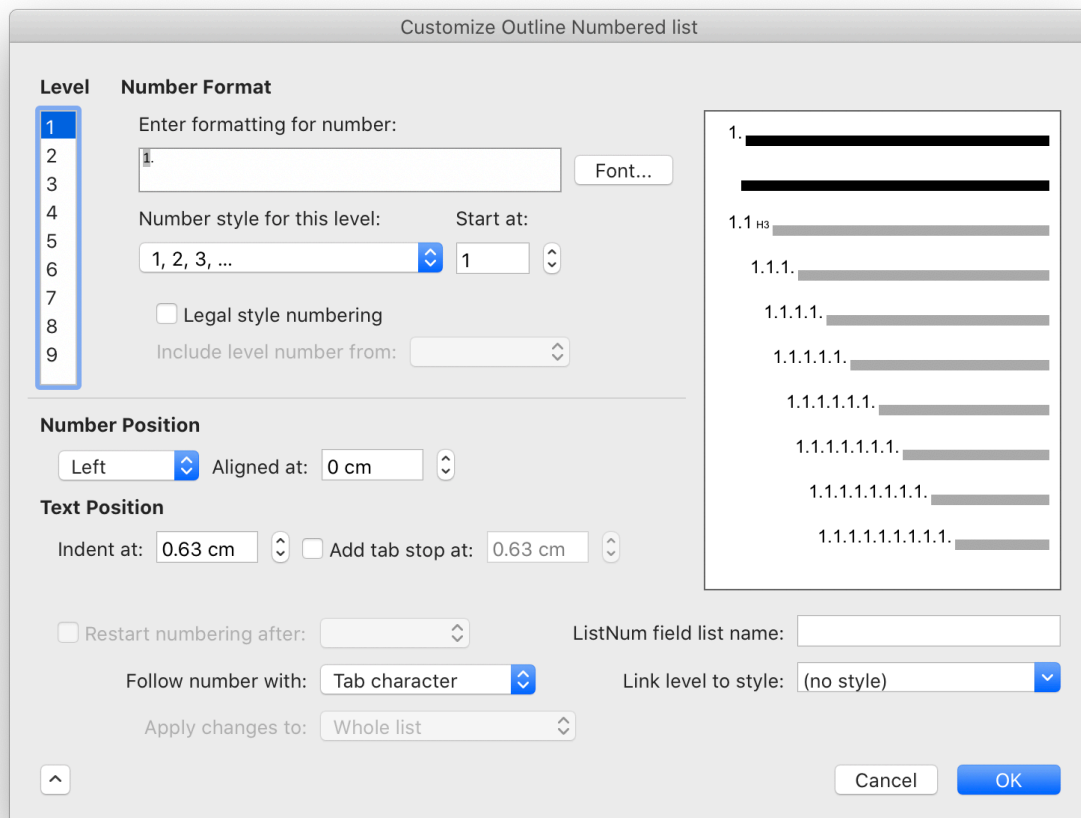 Customize Outline Numbered list
Level
Number Format
1
2
3
4
5
6
7
8
9
Enter formatting for number:
1.
Font...
Number style for this level:
Start at:
1, 2, 3, ...
1
Legal style numbering
Include level number from:
1.
1.1 H3
1.1.1.
1.1.1.1.
1.1.1.1.1.
1.1.1.1.1.1.
1.1.1.1.1.1.1.
1.1.1.1.1.1.1.1.
1.1.1.1.1.1.1.1.1.
Number Position
Left
Aligned at:
0 cm
Text Position
Indent at:
0.63 cm
Add tab stop at:
0.63 cm
Restart numbering after:
ListNum field list name:
Follow number with:
Tab character
Link level to style:
(no style)
Apply changes to:
Whole list
Cancel
OK